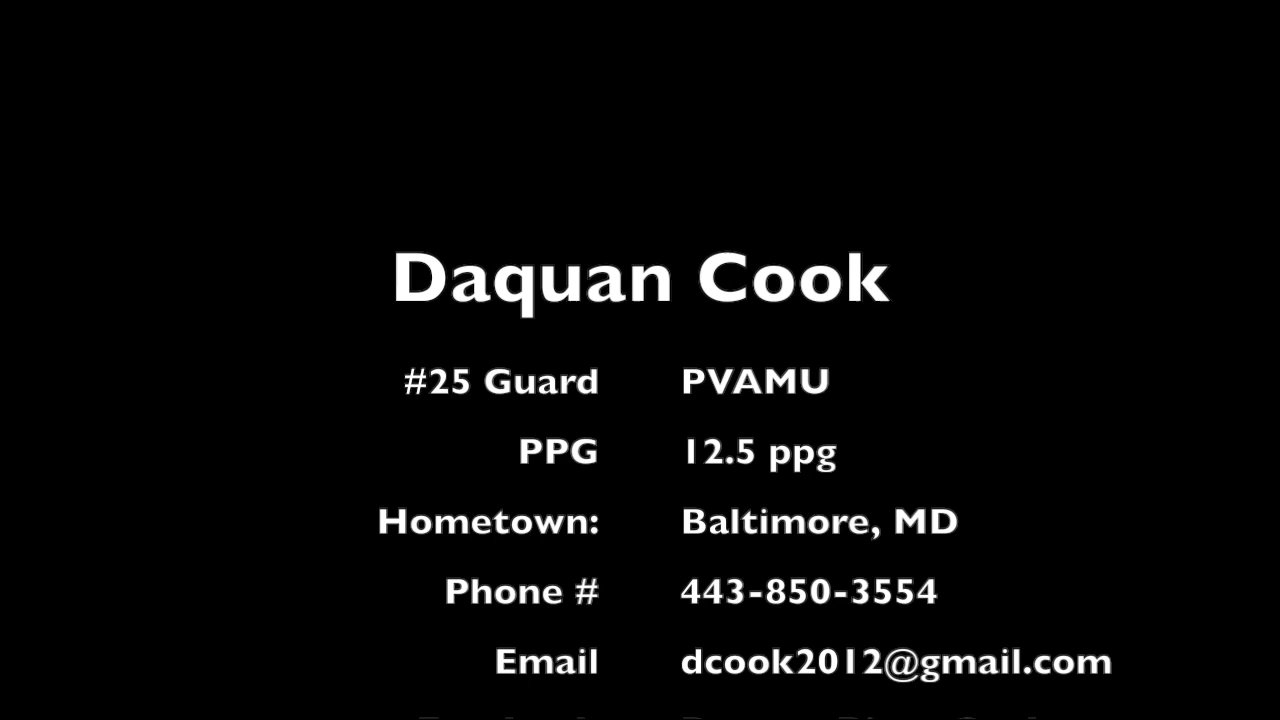 Daquan Cook
#25 Guard PVAMU
PPG 12.5 ppg
Hometown: Baltimore, MD
Phone # 443-850-3554
Email dcook2012@gmail.com